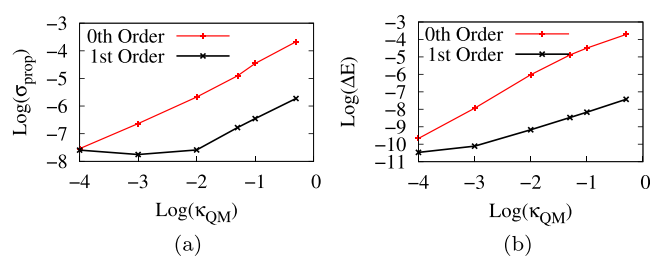 −3
−4
−5
−6
−7
−8
Log(σprop)
0th Order
1st Order
−4 −3 −2 −1 0
Log(κQM)
(a)
−3
−4
−5
−6
−7
−8
−9
−10
−11
Log(ΔE)
0th Order
1st Order
−4 −3 −2 −1 0
Log(κQM)
(b)